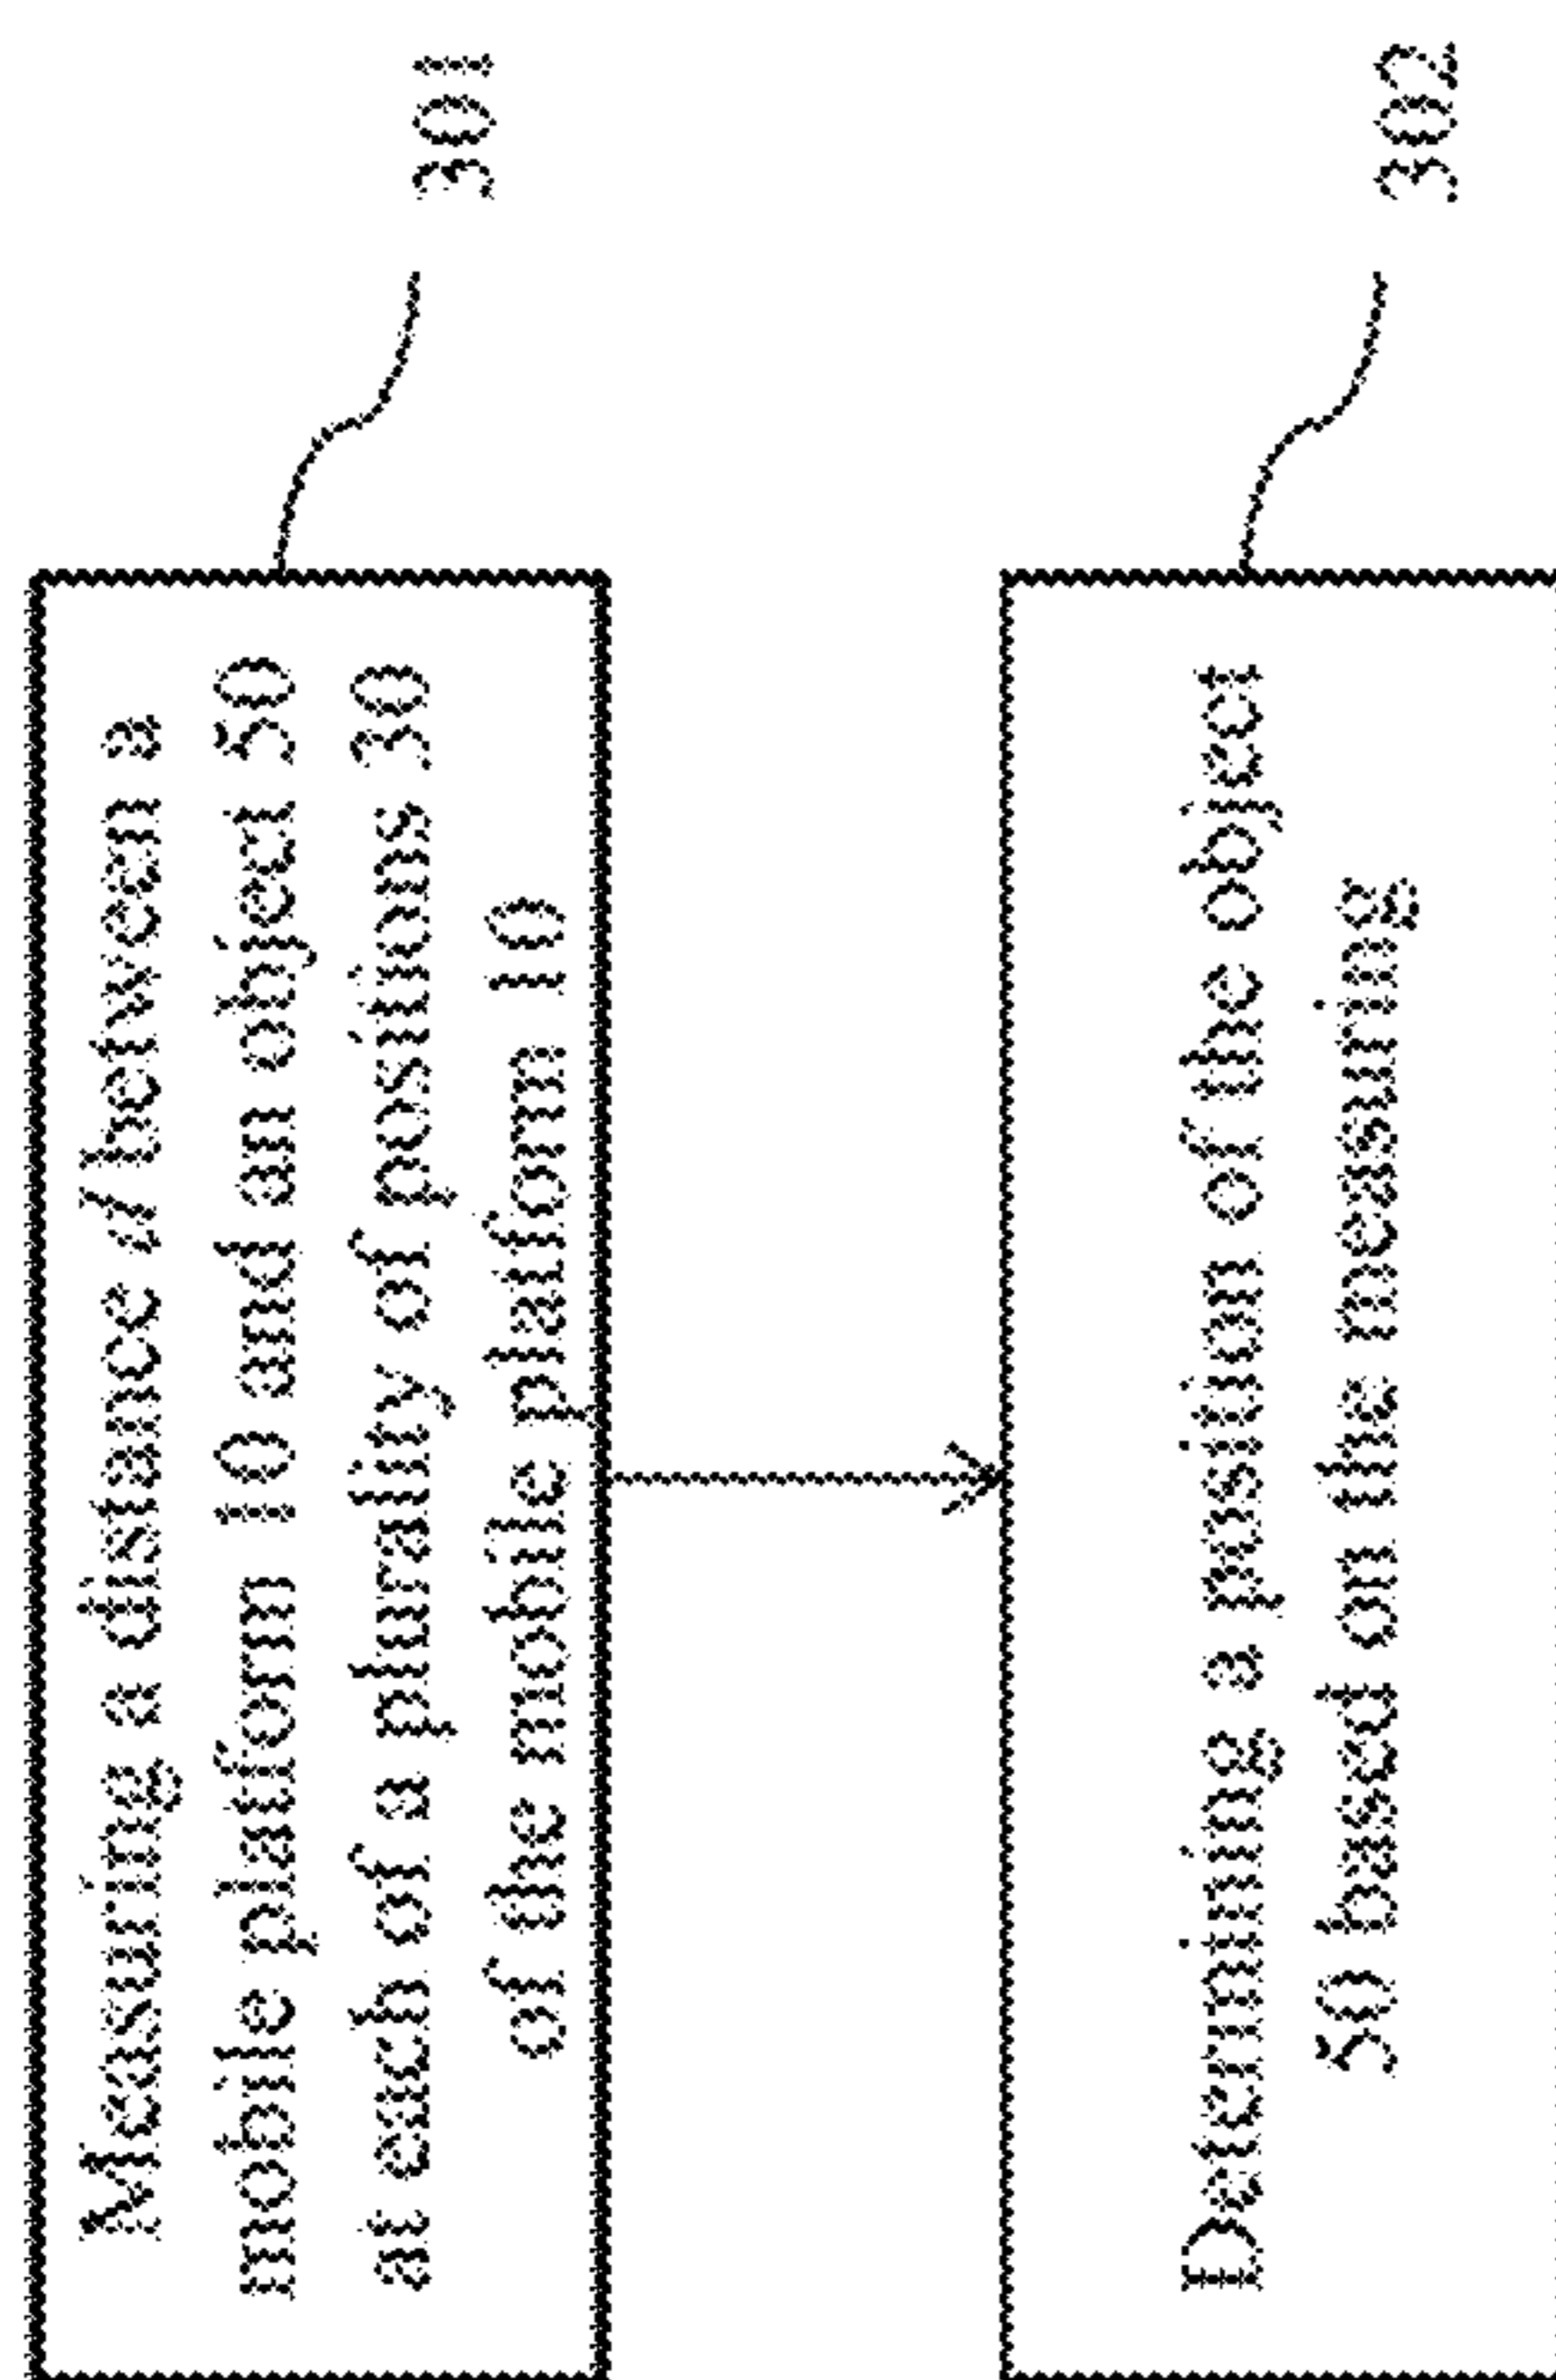 Measuring a distance d between a
mobile platform 10 and an object 50
at each of a plurality of positions 30
of the mobile platform 10
301
Determining a position of the object
50 based on the measuring
302